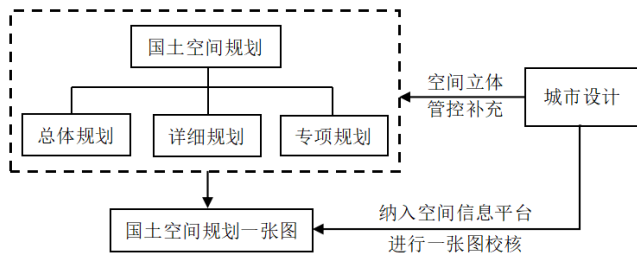 国土空间规划
总体规划
详细规划
专项规划
空间立体
管控补充
城市设计
国土空间规划一张图
纳入空间信息平台
进行一张图校核